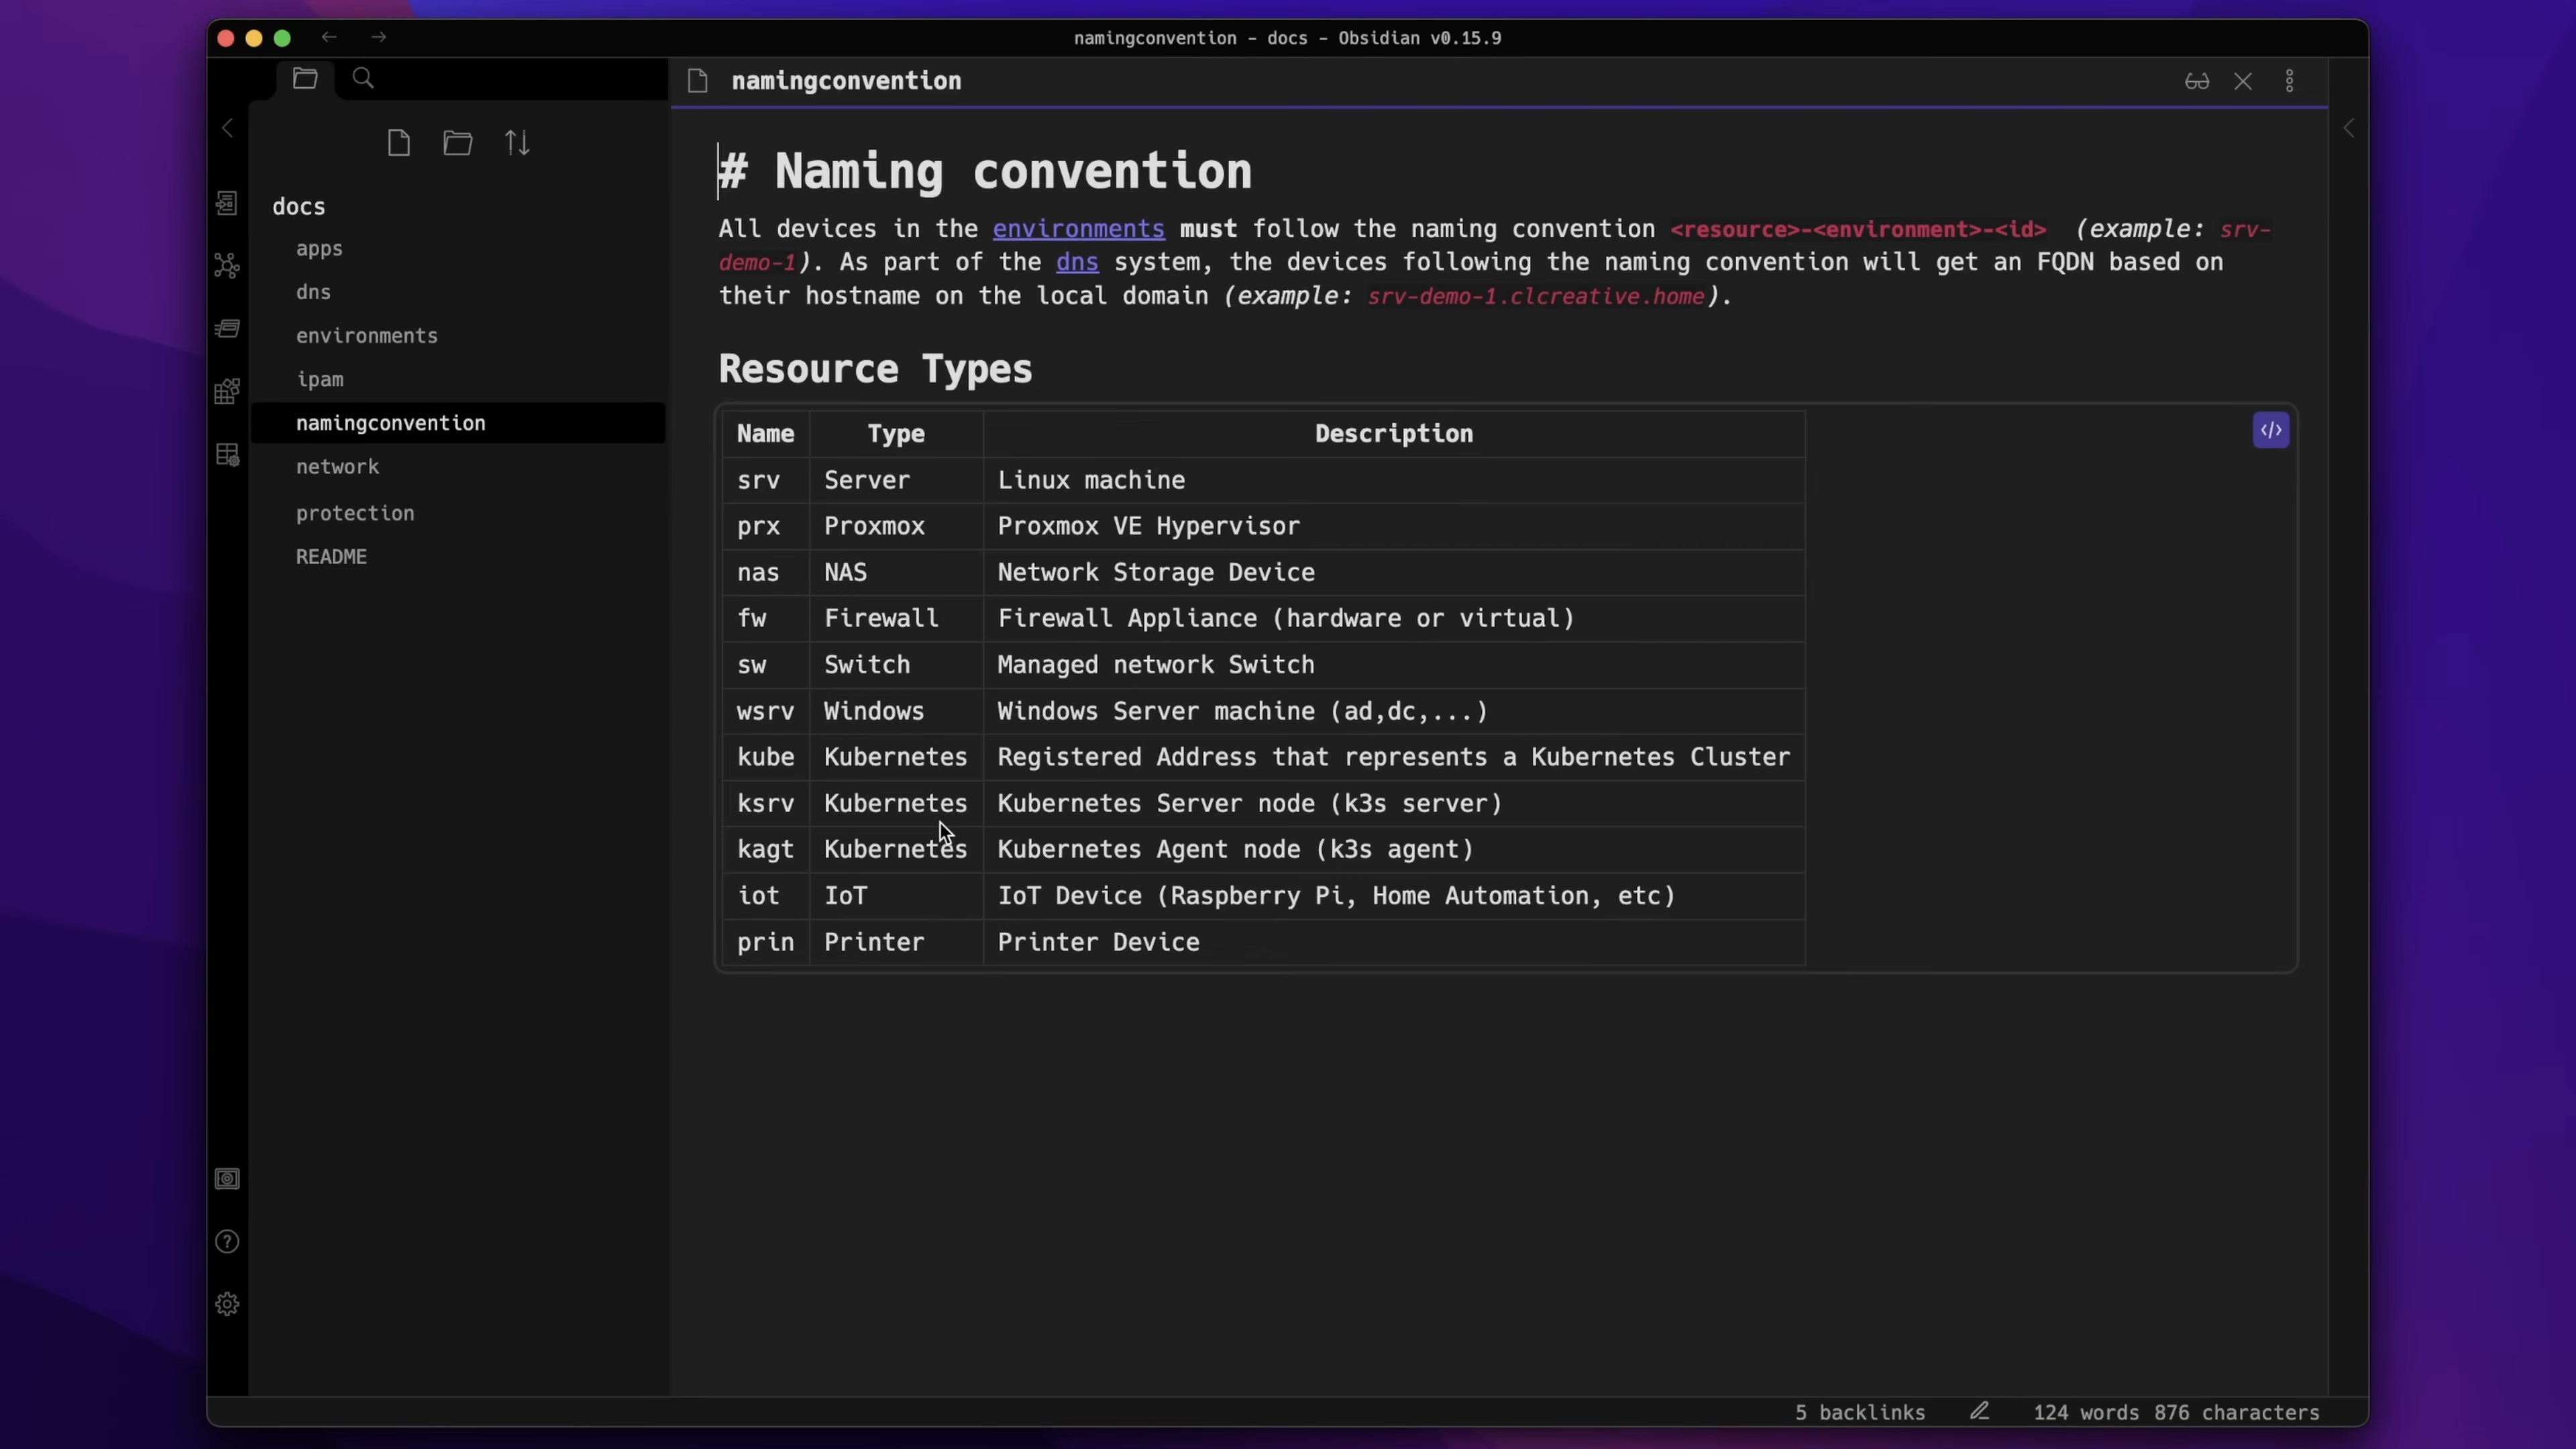 namingconvention - docs - Obsidian v0.15.9
namingconvention
docs
apps
dns
environments
ipam
namingconvention
network
protection
README
# Naming convention
All devices in the environments must follow the naming convention <resource>-<environment>-<id> (example: srv-
demo-1). As part of the dns system, the devices following the naming convention will get an FQDN based on
their hostname on the local domain (example: srv-demo-1.clcreative.home).
Resource Types
Name Type Description
srv Server Linux machine
prx Proxmox Proxmox VE Hypervisor
nas NAS Network Storage Device
fw Firewall Firewall Appliance (hardware or virtual)
sw Switch Managed network Switch
wsrv Windows Windows Server machine (ad,dc,...)
kube Kubernetes Registered Address that represents a Kubernetes Cluster
ksrv Kubernetes Kubernetes Server node (k3s server)
kagt Kubernetes Kubernetes Agent node (k3s agent)
iot IoT IoT Device (Raspberry Pi, Home Automation, etc)
prin Printer Printer Device
5 backlinks 124 words 876 characters